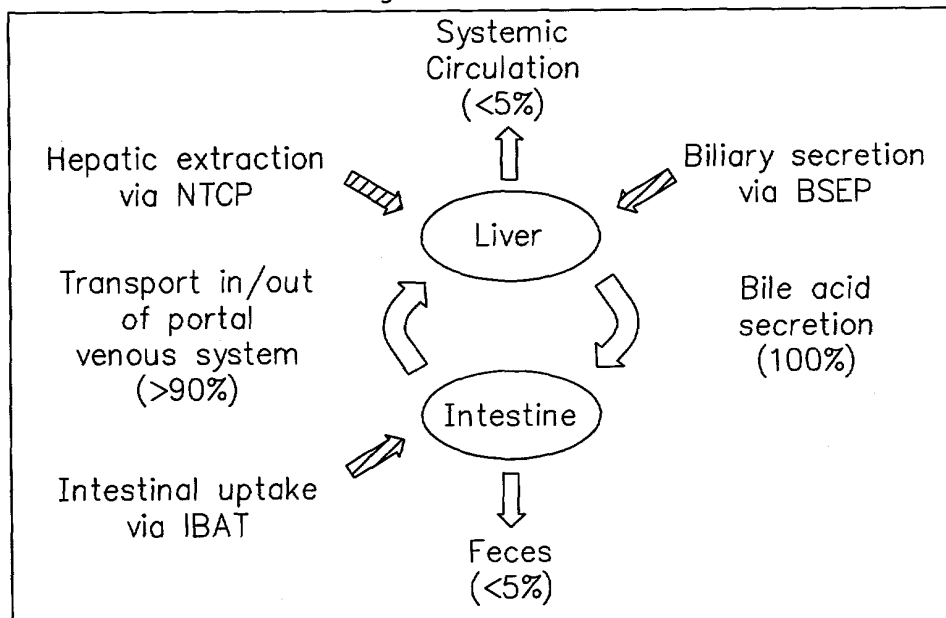 Systemic
Circulation
(<5%)
Hepatic extraction
via NTCP
Biliary secretion
via BSEP
Liver
Transport in/out
of portal
venous system
(>90%)
Bile acid
secretion
(100%)
Intestine
Intestinal uptake
via IBAT
Feces
(<5%)